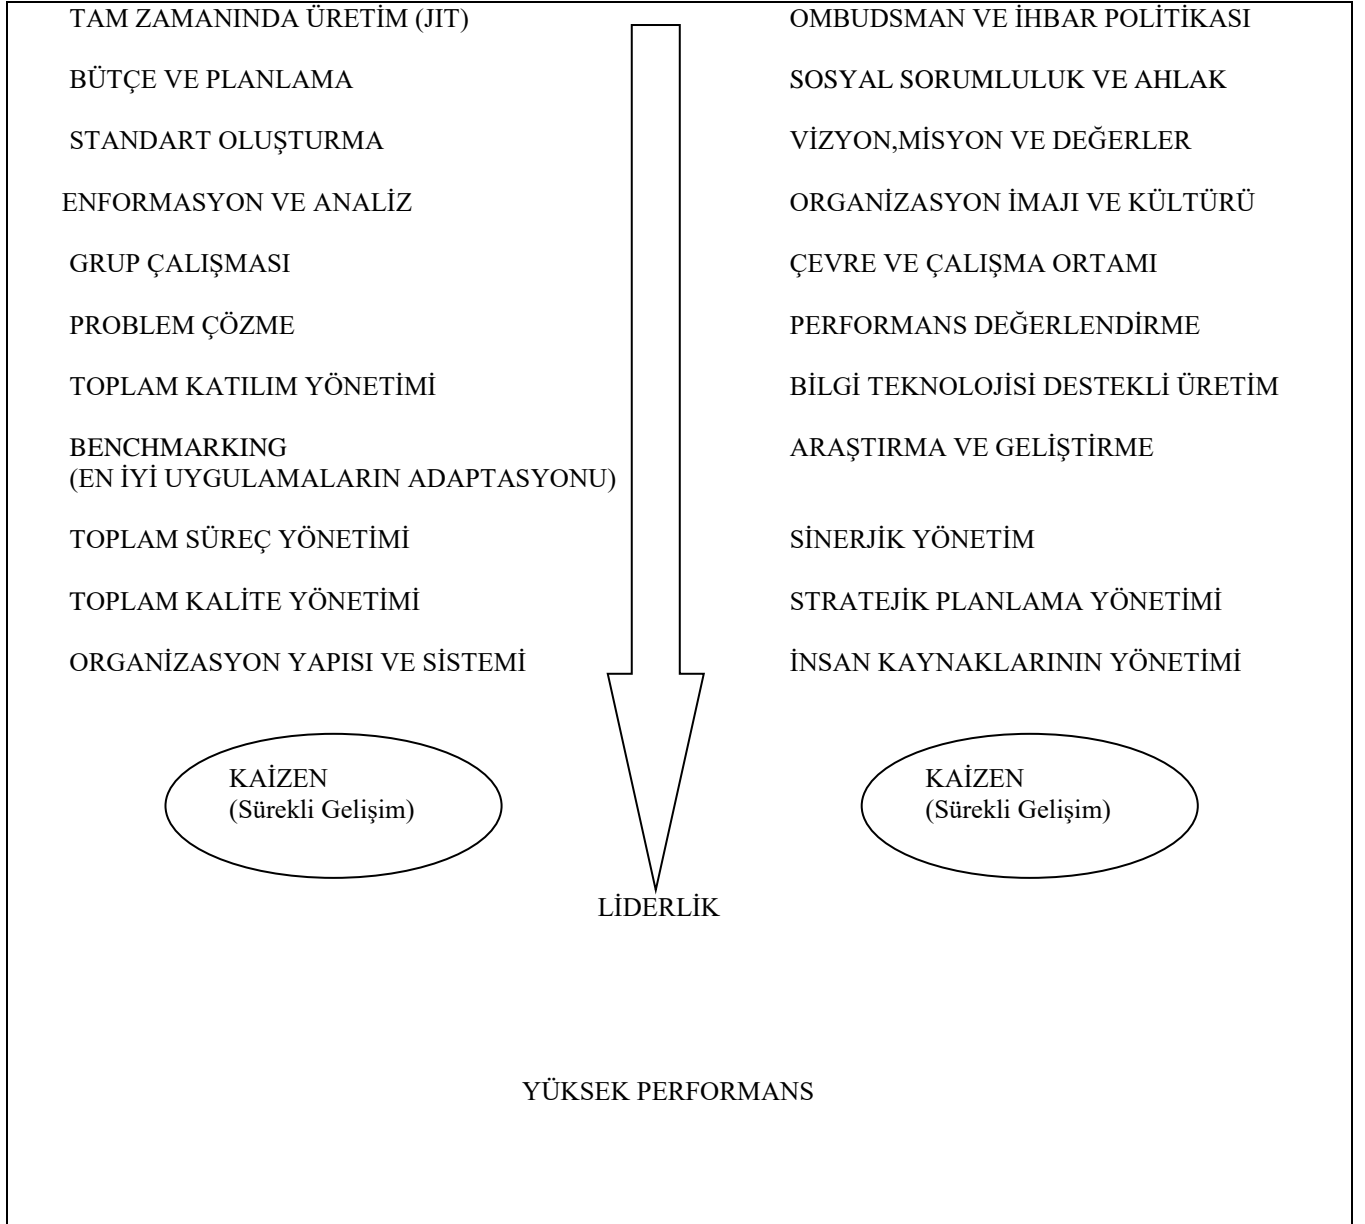 TAM ZAMANINDA ÜRETİM (JIT)
BÜTÇE VE PLANLAMA
STANDART OLUŞTURMA
ENFORMASYON VE ANALİZ
GRUP ÇALIŞMASI
PROBLEM ÇÖZME
TOPLAM KATILIM YÖNETİMİ
BENCHMARKING
(EN İYİ UYGULAMALARIN ADAPTASYONU)
TOPLAM SÜREÇ YÖNETİMİ
TOPLAM KALİTE YÖNETİMİ
ORGANİZASYON YAPISI VE SİSTEMİ
KAİZEN
(Sürekli Gelişim)
OMBUDSMAN VE İHBAR POLİTİKASI
SOSYAL SORUMLULUK VE AHLAK
VİZYON,MİSYON VE DEĞERLER
ORGANİZASYON İMAJI VE KÜLTÜRÜ
ÇEVRE VE ÇALIŞMA ORTAMI
PERFORMANS DEĞERLENDİRME
BİLGİ TEKNOLOJİSİ DESTEKLİ ÜRETİM
ARAŞTIRMA VE GELİŞTİRME
SİNERJİK YÖNETİM
STRATEJİK PLANLAMA YÖNETİMİ
İNSAN KAYNAKLARININ YÖNETİMİ
KAİZEN
(Sürekli Gelişim)
LİDERLİK
YÜKSEK PERFORMANS